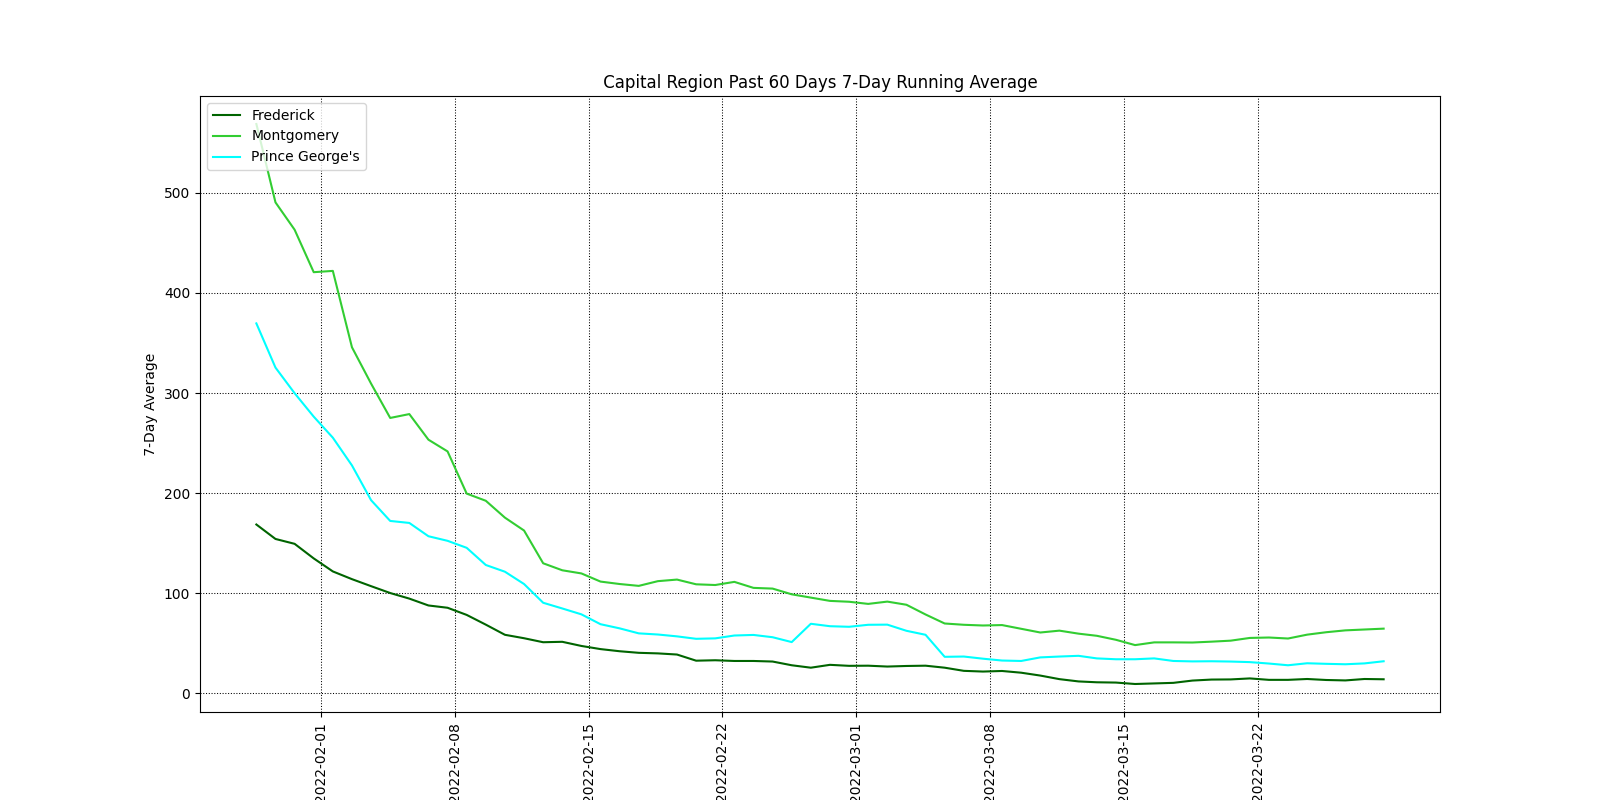 Capital Region Past 60 Days 7-Day Running Average
Frederick
Montgomery
Prince George's
7-Day Average
500
400
300
200
100
0
2022-02-01
2022-02-08
2022-02-15
2022-02-22
2022-03-01
2022-03-08
2022-03-15
2022-03-22